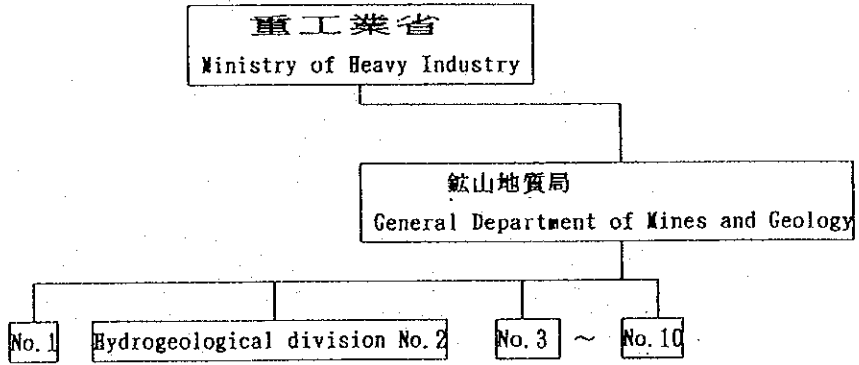 重工業省
Ministry of Heavy Industry
鉱山地質局
General Department of Mines and Geology
No. 1
Hydrogeological division No. 2
No. 3 ～ No. 10